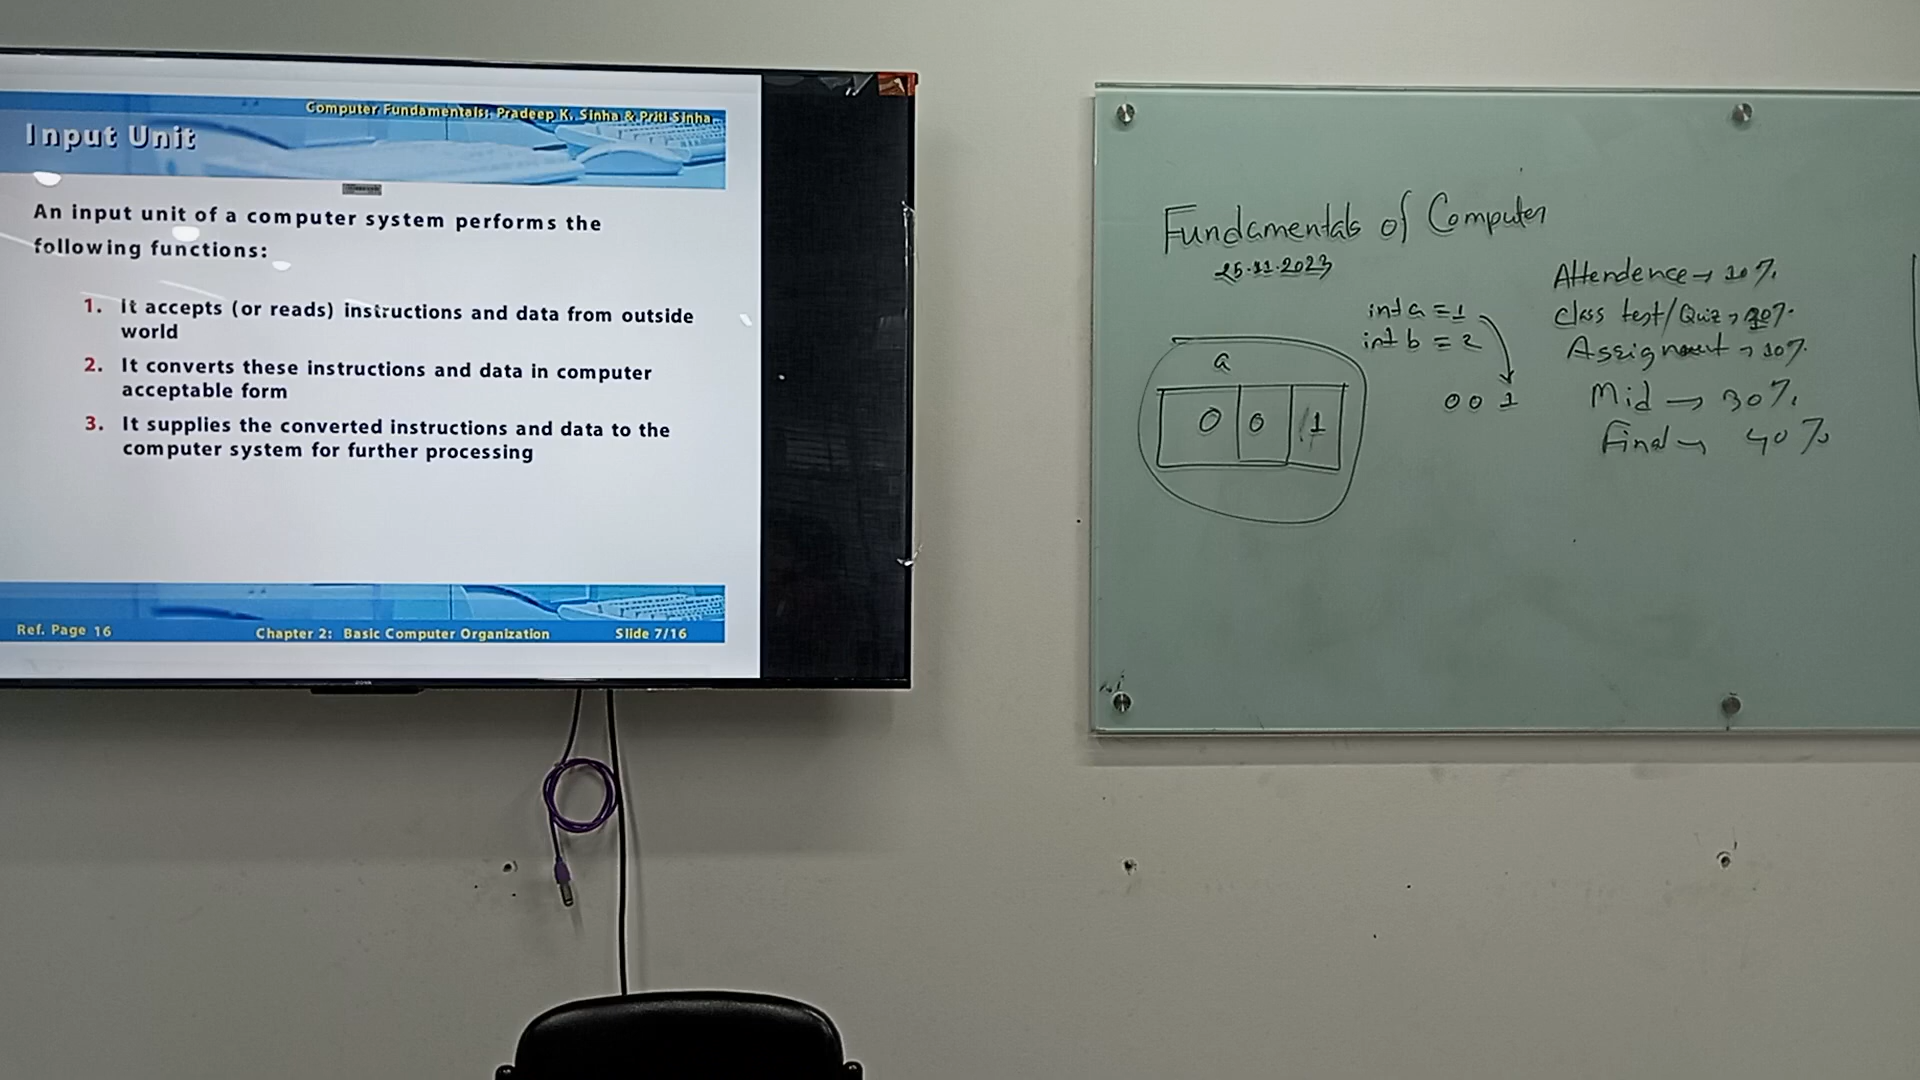 Computer Fundamentals: Pradeep K. Sinha & Priti Sinha
Input Unit
An input unit of a computer system performs the
following functions:
1. It accepts (or reads) instructions and data from outside
world
2. It converts these instructions and data in computer
acceptable form
3. It supplies the converted instructions and data to the
computer system for further processing
Ref. Page 16
Chapter 2: Basic Computer Organization
Slide 7/16
Fundamentals of Computer
25.11.2023
int a = 1
int b = 2
0 0 1
a
0 0 1
Attendence → 10%
Class test/Quiz →
Assignment → 10%
Mid → 30%
Final → 40%